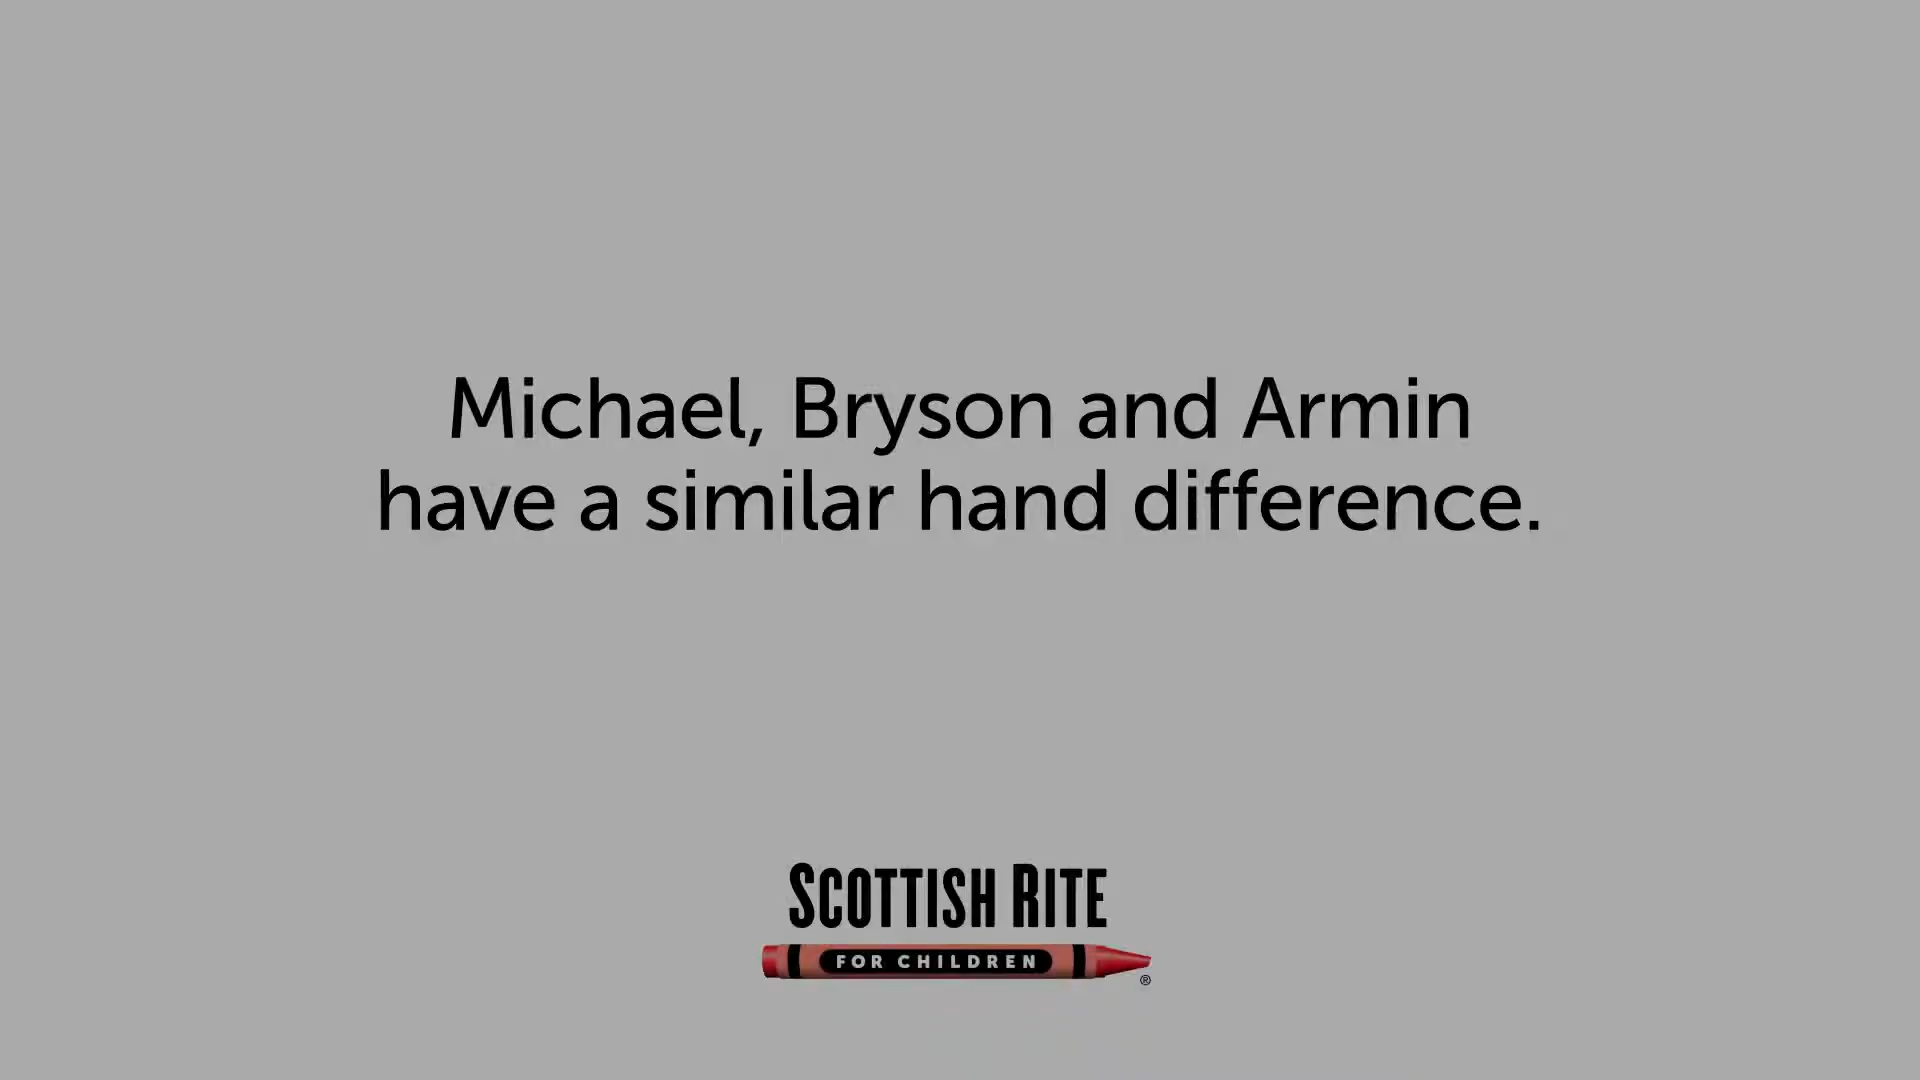 Michael, Bryson and Armin
have a similar hand difference.
SCOTTISH RITE
FOR CHILDREN
®